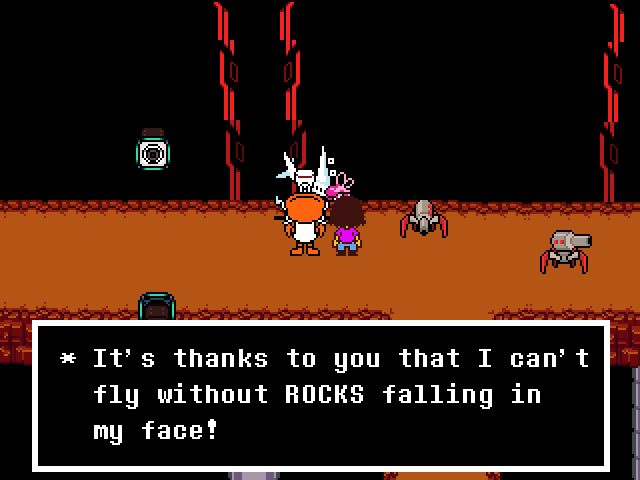 * It's thanks to you that I can't
fly without ROCKS falling in
my face!